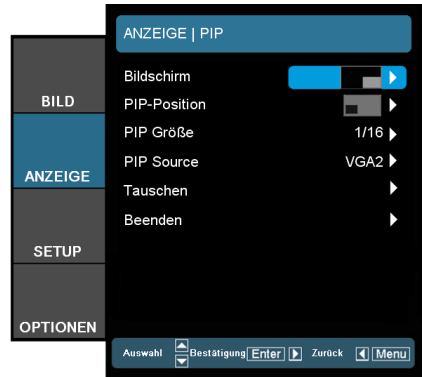 ANZEIGE | PIP
BILD
ANZEIGE
SETUP
OPTIONEN
Bildschirm
PIP-Position
PIP Größe 1/16
PIP Source VGA2
Tauschen
Beenden
Auswahl Bestätigung Enter Zurück Menu